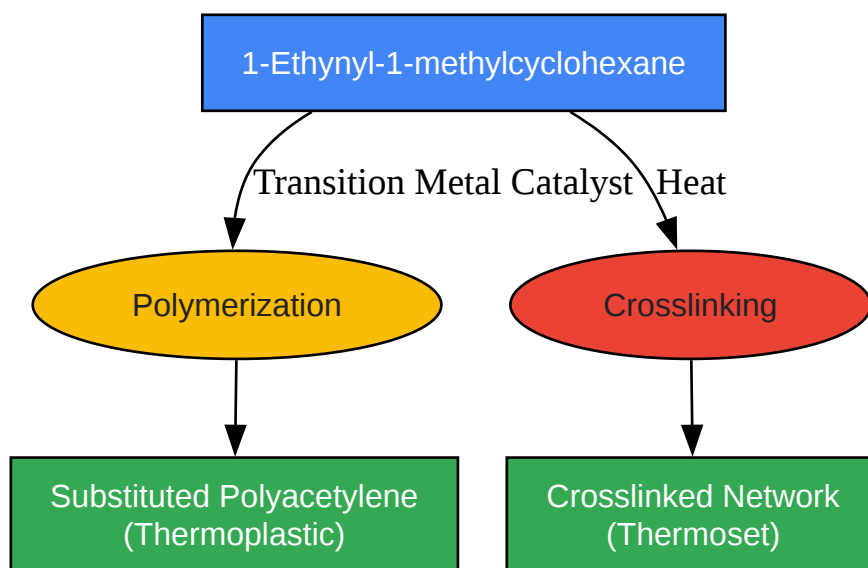 1-Ethynyl-1-methylcyclohexane
Transition Metal Catalyst
Heat
Polymerization
Crosslinking
Substituted Polyacetylene
(Thermoplastic)
Crosslinked Network
(Thermoset)